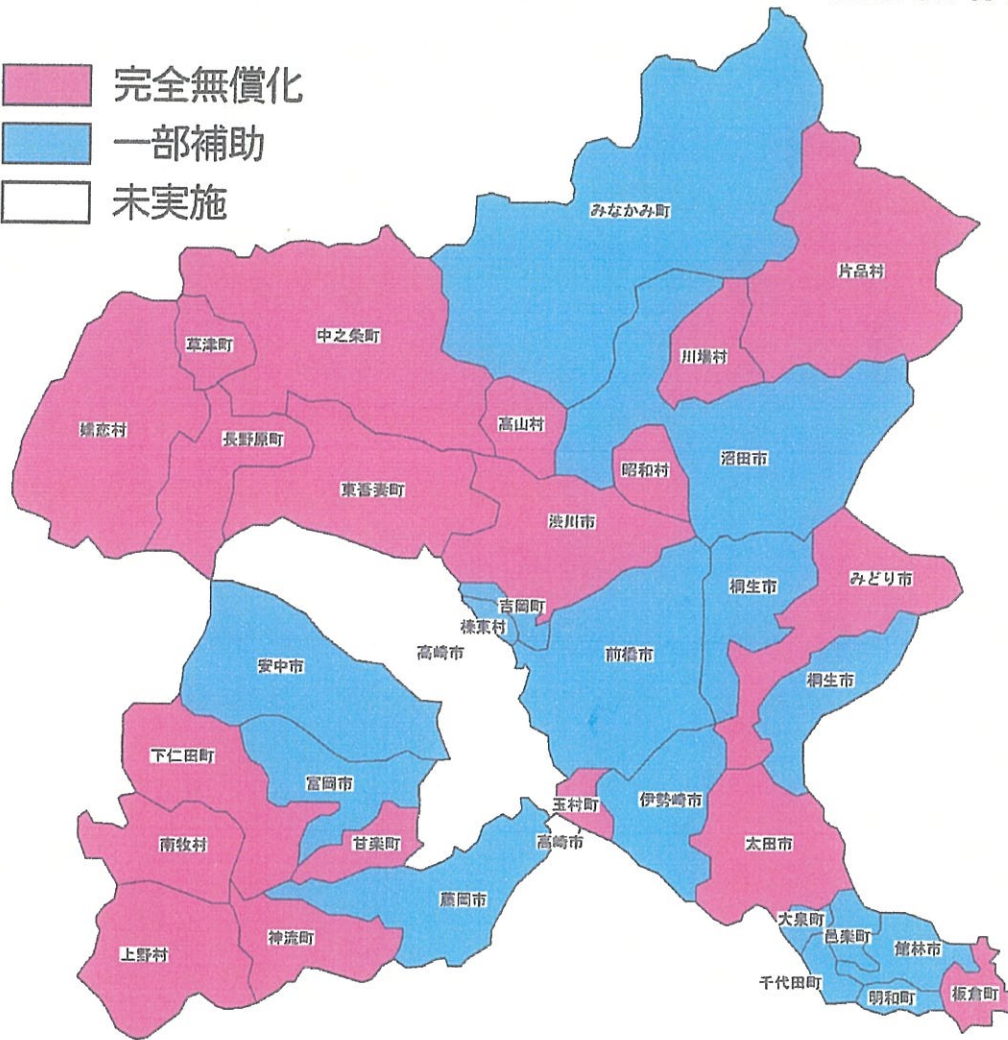 完全無償化
一部補助
未実施
みなかみ町
片品村
草津町
中之条町
川場村
嬬恋村
長野原町
高山村
昭和村
沼田市
東吾妻町
渋川市
桐生市
みどり市
吉岡町
榛東村
高崎市
前橋市
安中市
桐生市
下仁田町
富岡市
伊勢崎市
玉村町
南牧村
甘楽町
高崎市
太田市
藤岡市
大泉町
邑楽町
館林市
神流町
上野村
千代田町
明和町
板倉町